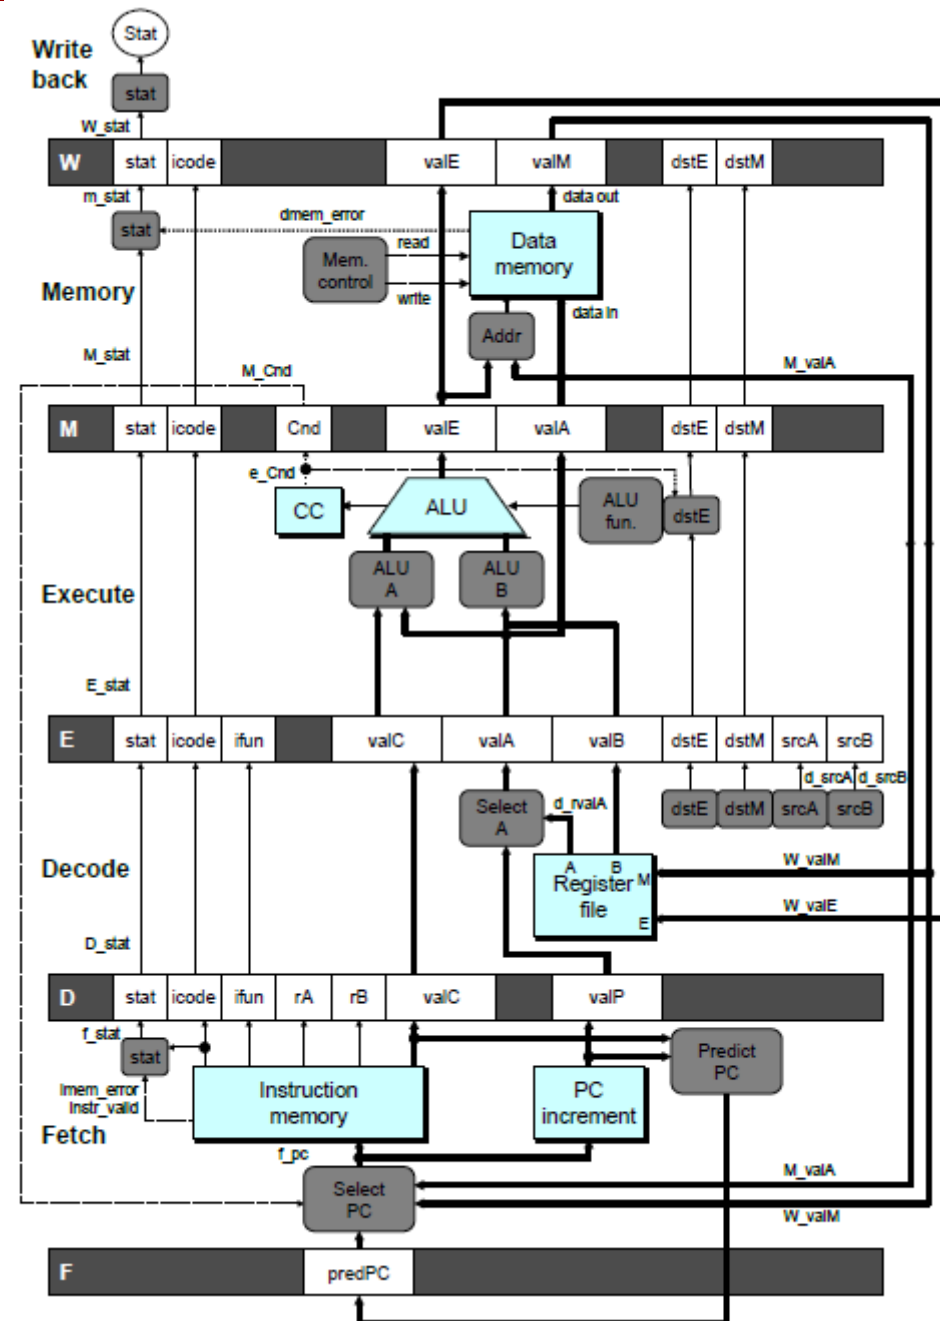 Stat
Write
back
stat
W_stat
W stat icode valE valM dstE dstM
m_stat
data out
dmem_error
stat
read
Mem.
control
Data
memory
write
Memory
data in
Addr
M_stat
M_Cnd
M_valA
M stat icode Cnd valE valA dstE dstM
e_Cnd
CC
ALU
ALU
fun.
dstE
ALU
A
ALU
B
Execute
E_stat
E stat icode ifun valC valA valB dstE dstM srcA srcB
d_srcA d_srcB
Select
A
d_rvalA
dstE dstM srcA srcB
Decode
A B
M
Register
file
E
W_valM
W_valE
D_stat
D stat icode ifun rA rB valC valP
f_stat
stat
Predict
PC
Imem_error
Instr_valid
Instruction
memory
PC
increment
Fetch
f_pc
M_valA
Select
PC
W_valM
F predPC